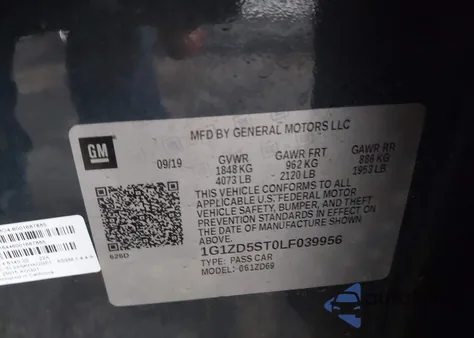 MFD BY GENERAL MOTORS LLC
GM
09/19 GVWR GAWR FRT GAWR RR
1848 KG 962 KG 886 KG
4073 LB 2120 LB 1953 LB
THIS VEHICLE CONFORMS TO ALL
APPLICABLE U.S. FEDERAL MOTOR
VEHICLE SAFETY, BUMPER, AND THEFT
PREVENTION STANDARDS IN EFFECT ON
THE DATE OF MANUFACTURE SHOWN
ABOVE.
1G1ZD5ST0LF039956
TYPE: PASS CAR
626D MODEL: 061ZD69